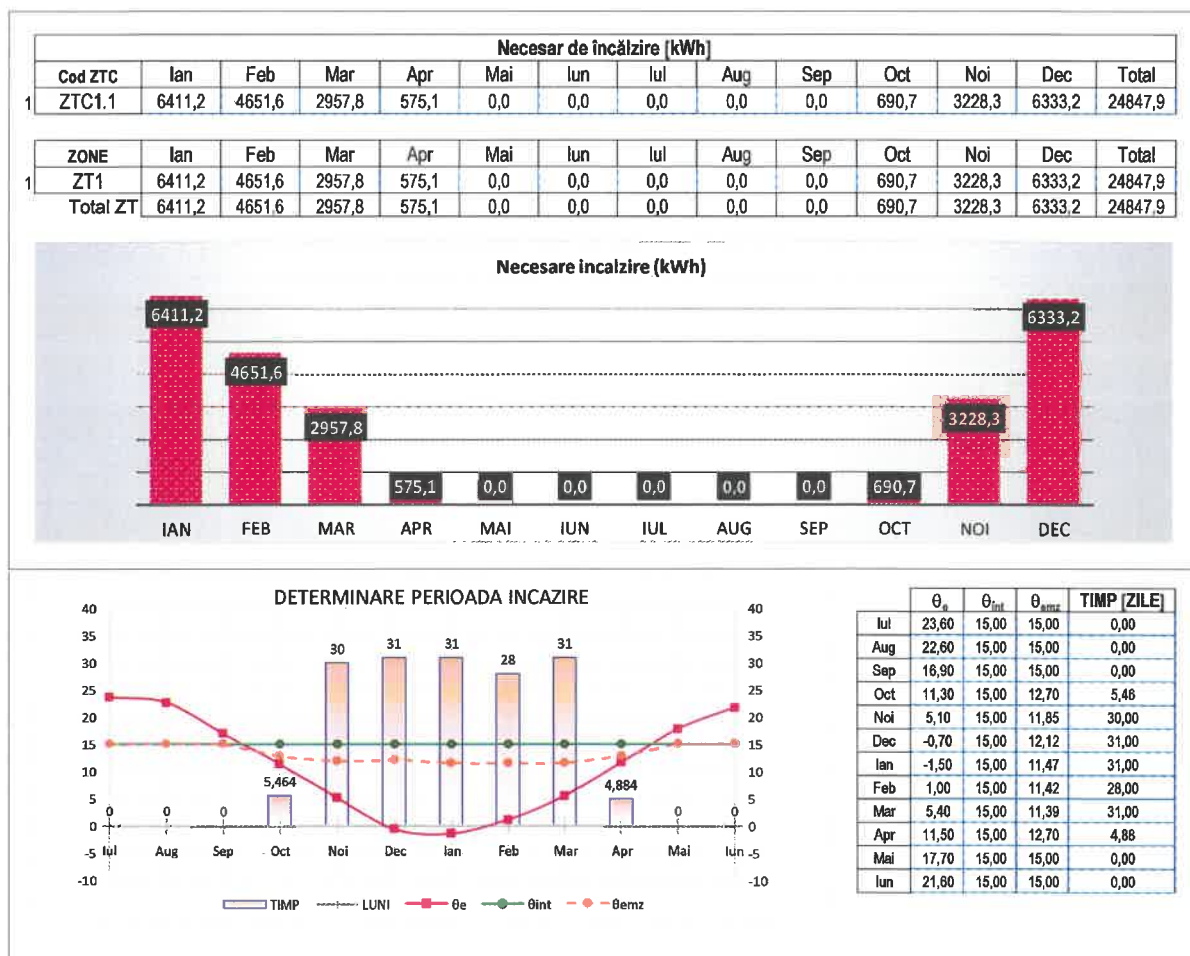 Necesar de încălzire [kWh]
Cod ZTC Ian Feb Mar Apr Mai Iun Iul Aug Sep Oct Noi Dec Total
1 ZTC1.1 6411,2 4651,6 2957,8 575,1 0,0 0,0 0,0 0,0 0,0 690,7 3228,3 6333,2 24847,9
ZONE Ian Feb Mar Apr Mai Iun Iul Aug Sep Oct Noi Dec Total
1 ZT1 6411,2 4651,6 2957,8 575,1 0,0 0,0 0,0 0,0 0,0 690,7 3228,3 6333,2 24847,9
Total ZT 6411,2 4651,6 2957,8 575,1 0,0 0,0 0,0 0,0 0,0 690,7 3228,3 6333,2 24847,9
Necesare incalzire (kWh)
6411,2 4651,6 2957,8 575,1 0,0 0,0 0,0 0,0 0,0 690,7 3228,3 6333,2
IAN FEB MAR APR MAI IUN IUL AUG SEP OCT NOI DEC
DETERMINARE PERIOADA INCAZIRE
40 40
35 35
30 30
25 25
20 20
15 15
10 10
5 5
0 0
-5 -5
-10 -10
0 0 0 5,464 30 31 31 28 31 4,884 0 0
Iul Aug Sep Oct Noi Dec Ian Feb Mar Apr Mai Iun
TIMP LUNI θe θint θemz
θe θint θemz TIMP [ZILE]
Iul 23,60 15,00 15,00 0,00
Aug 22,60 15,00 15,00 0,00
Sep 16,90 15,00 15,00 0,00
Oct 11,30 15,00 12,70 5,46
Noi 5,10 15,00 11,85 30,00
Dec -0,70 15,00 12,12 31,00
Ian -1,50 15,00 11,47 31,00
Feb 1,00 15,00 11,42 28,00
Mar 5,40 15,00 11,39 31,00
Apr 11,50 15,00 12,70 4,88
Mai 17,70 15,00 15,00 0,00
Iun 21,60 15,00 15,00 0,00